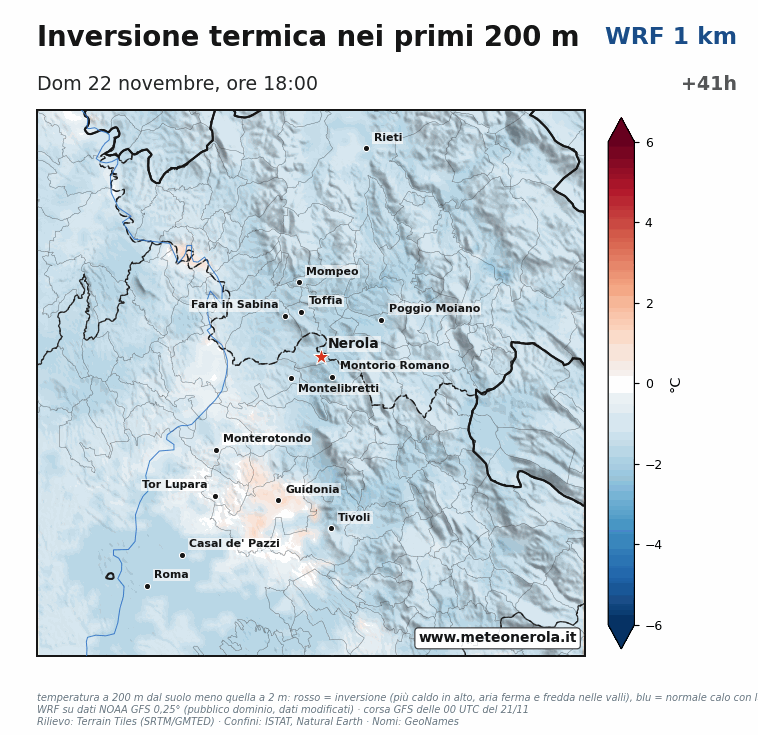 Inversione termica nei primi 200 m
WRF 1 km
Dom 22 novembre, ore 18:00
+41h
Rieti
Mompeo
Toffia
Fara in Sabina
Poggio Moiano
Nerola
Montorio Romano
Montelibretti
Monterotondo
Tor Lupara
Guidonia
Tivoli
Casal de' Pazzi
Roma
www.meteonerola.it
6
4
2
0
−2
−4
−6
°C
temperatura a 200 m dal suolo meno quella a 2 m: rosso = inversione (più caldo in alto, aria ferma e fredda nelle valli), blu = normale calo con l
WRF su dati NOAA GFS 0,25° (pubblico dominio, dati modificati) · corsa GFS delle 00 UTC del 21/11
Rilievo: Terrain Tiles (SRTM/GMTED) · Confini: ISTAT, Natural Earth · Nomi: GeoNames